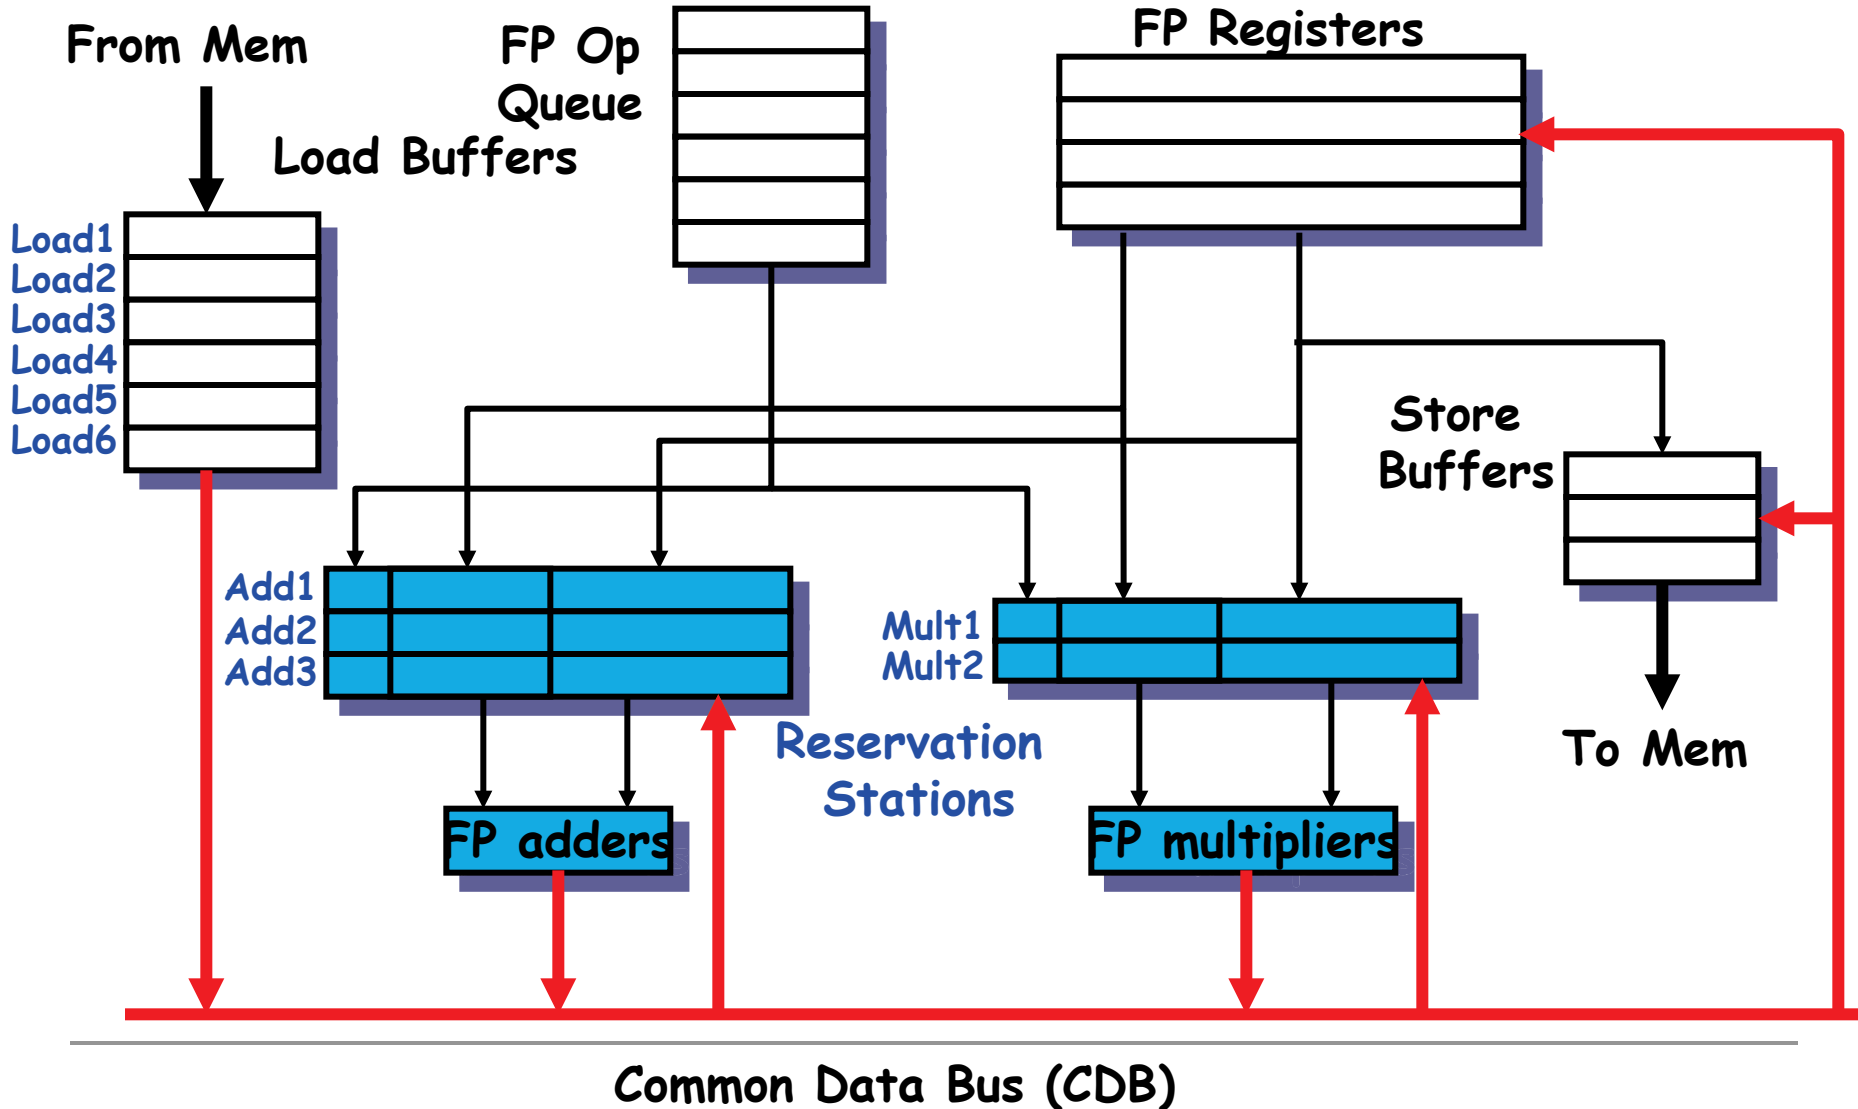 From Mem
FP Op
Queue
FP Registers
Load Buffers
Load1
Load2
Load3
Load4
Load5
Load6
Store
Buffers
Add1
Add2
Add3
Mult1
Mult2
Reservation
Stations
To Mem
FP adders
FP multipliers
Common Data Bus (CDB)